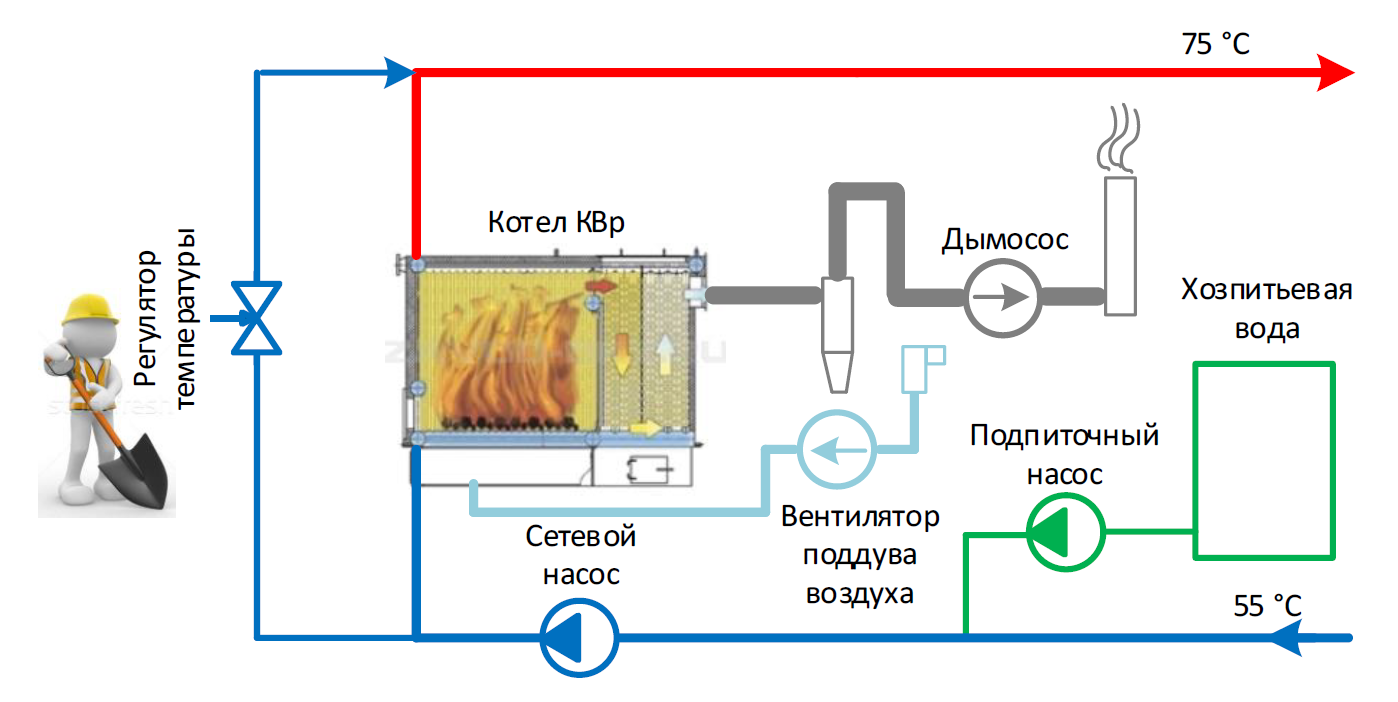 75 °C
Котел КВр
Дымосос
Регулятор
температуры
Хозпитьевая
вода
Подпиточный
насос
Вентилятор
поддува
воздуха
Сетевой
насос
55 °C